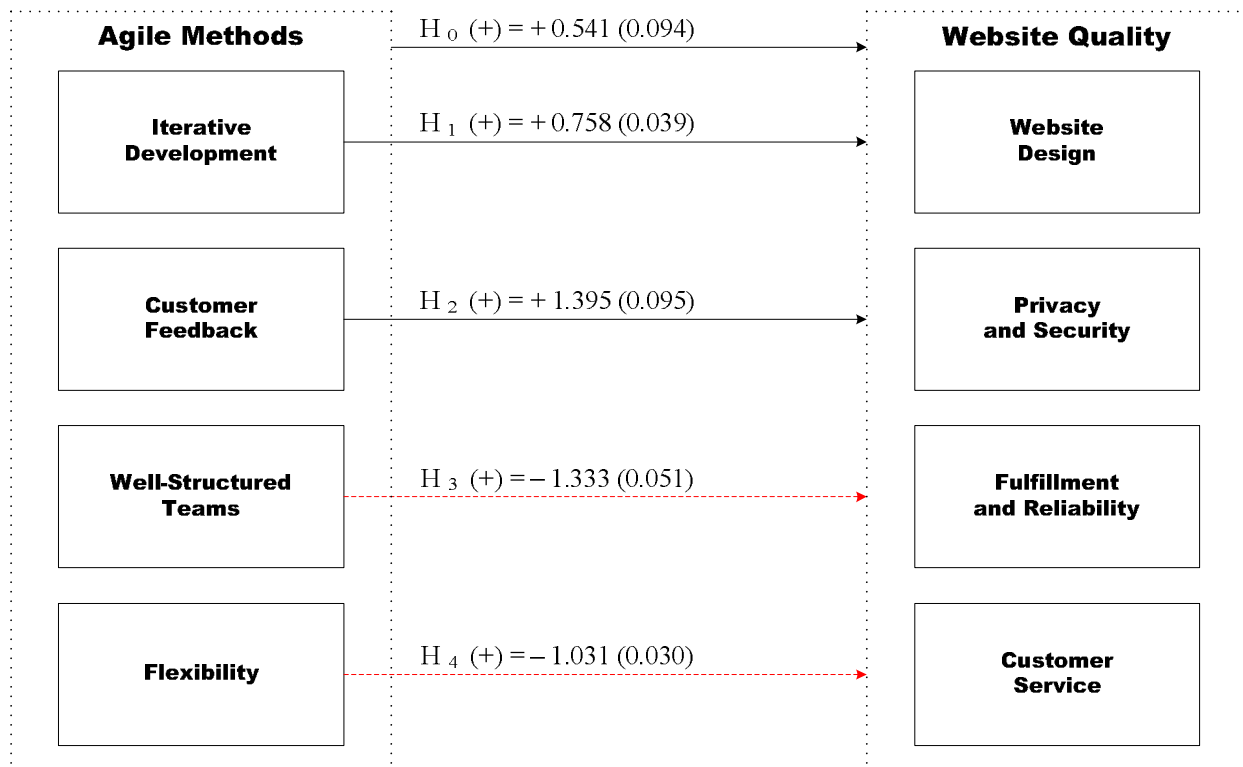 Agile Methods
H 0 (+) = + 0.541 (0.094)
Website Quality
Iterative
Development
H 1 (+) = + 0.758 (0.039)
Website
Design
Customer
Feedback
H 2 (+) = + 1.395 (0.095)
Privacy
and Security
Well-Structured
Teams
H 3 (+) = – 1.333 (0.051)
Fulfillment
and Reliability
Flexibility
H 4 (+) = – 1.031 (0.030)
Customer
Service